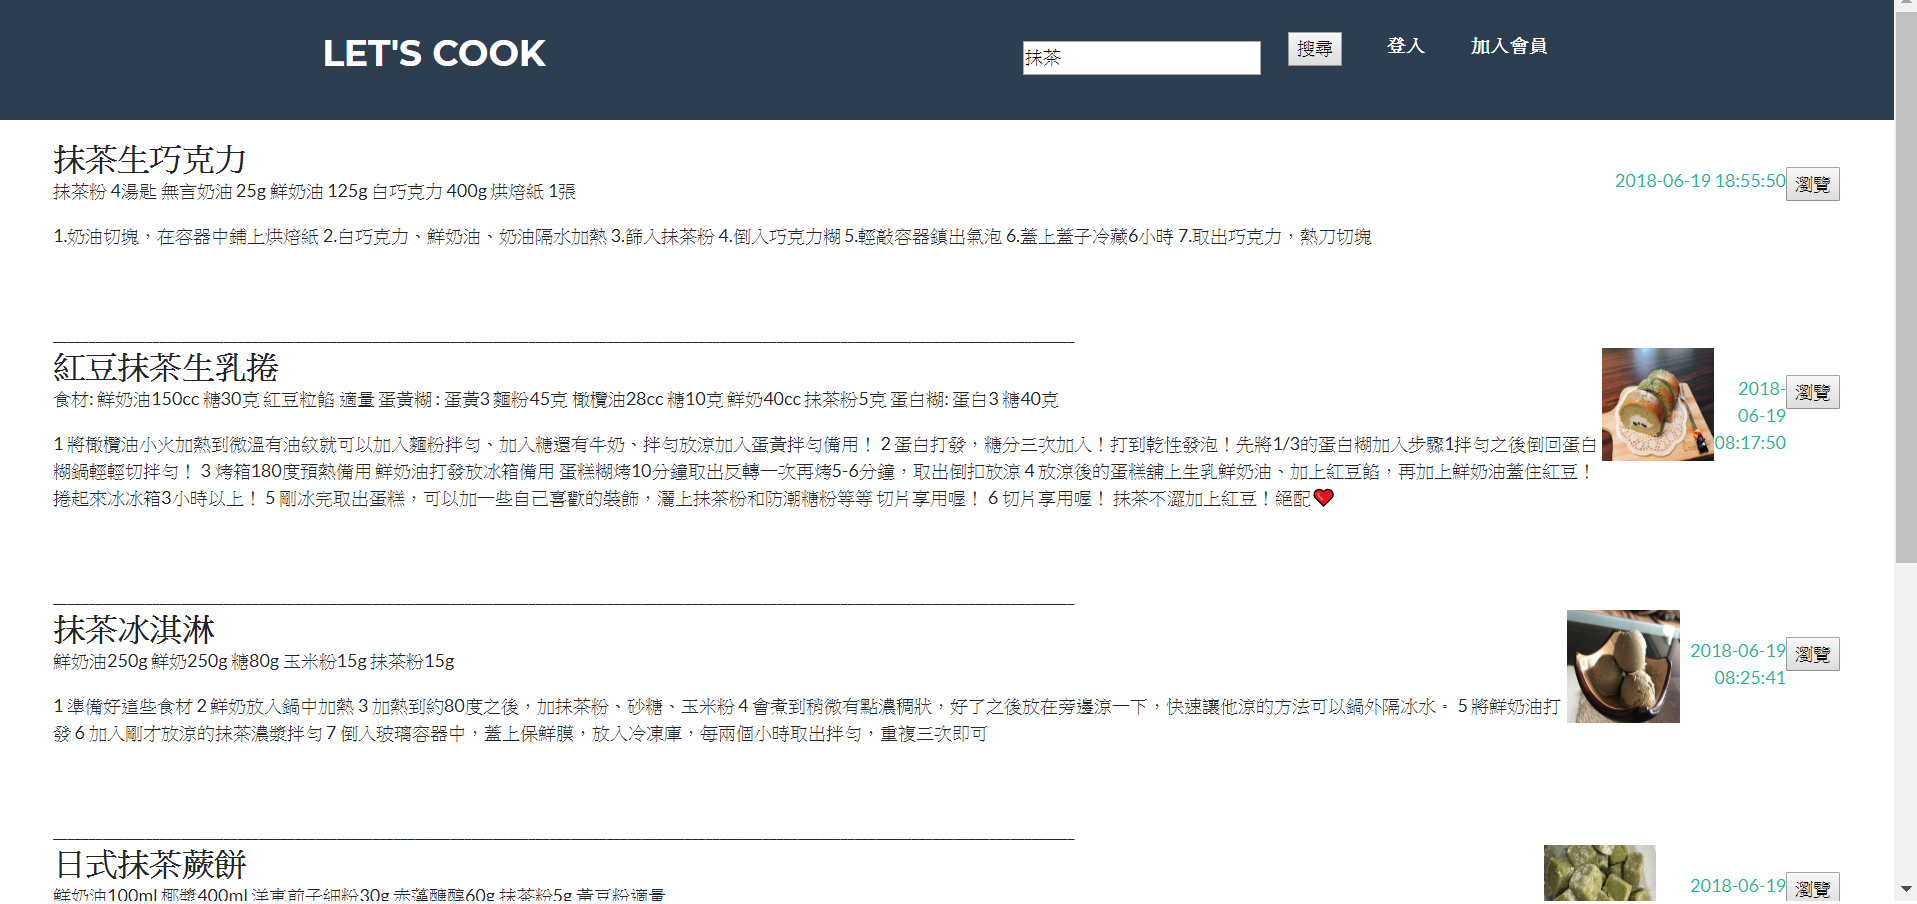 LET'S COOK
抹茶
搜尋
登入
加入會員
抹茶生巧克力
抹茶粉 4湯匙 無言奶油 25g 鮮奶油 125g 白巧克力 400g 烘焙紙 1張
2018-06-19 18:55:50
瀏覽
1.奶油切塊，在容器中鋪上烘焙紙 2.白巧克力、鮮奶油、奶油隔水加熱 3.篩入抹茶粉 4.倒入巧克力糊 5.輕敲容器鎮出氣泡 6.蓋上蓋子冷藏6小時 7.取出巧克力，熱刀切塊
紅豆抹茶生乳捲
食材: 鮮奶油150cc 糖30克 紅豆粒餡 適量 蛋黃糊 : 蛋黃3 麵粉45克 橄欖油28cc 糖10克 鮮奶40cc 抹茶粉5克 蛋白糊: 蛋白3 糖40克
2018-
06-19
08:17:50
瀏覽
1 將橄欖油小火加熱到微溫有油紋就可以加入麵粉拌勻、加入糖還有牛奶、拌勻放涼加入蛋黃拌勻備用！ 2 蛋白打發，糖分三次加入！打到乾性發泡！先將1/3的蛋白糊加入步驟1拌勻之後倒回蛋白
糊鍋輕輕切拌勻！ 3 烤箱180度預熱備用 鮮奶油打發放冰箱備用 蛋糕糊烤10分鐘取出反轉一次再烤5-6分鐘，取出倒扣放涼 4 放涼後的蛋糕舖上生乳鮮奶油、加上紅豆餡，再加上鮮奶油蓋住紅豆！
捲起來冰冰箱3小時以上！ 5 剛冰完取出蛋糕，可以加一些自己喜歡的裝飾，灑上抹茶粉和防潮糖粉等等 切片享用喔！ 6 切片享用喔！ 抹茶不澀加上紅豆！絕配❤️
抹茶冰淇淋
鮮奶油250g 鮮奶250g 糖80g 玉米粉15g 抹茶粉15g
2018-06-19
08:25:41
瀏覽
1 準備好這些食材 2 鮮奶放入鍋中加熱 3 加熱到約80度之後，加抹茶粉、砂糖、玉米粉 4 會煮到稍微有點濃稠狀，好了之後放在旁邊涼一下，快速讓他涼的方法可以鍋外隔冰水。 5 將鮮奶油打
發 6 加入剛才放涼的抹茶濃漿拌勻 7 倒入玻璃容器中，蓋上保鮮膜，放入冷凍庫，每兩個小時取出拌勻，重複三次即可
日式抹茶蕨餅
鮮奶油100ml 椰漿400ml 洋車前子細粉30g 赤藻醣醇60g 抹茶粉5g 黃豆粉適量
2018-06-19
瀏覽